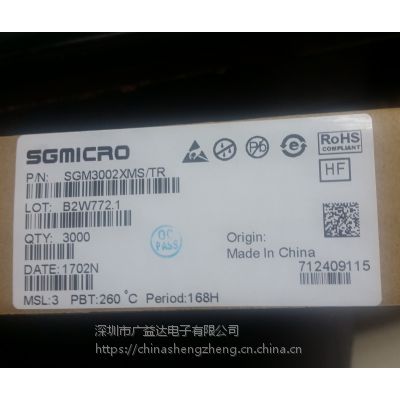 SGMICRO
P/N: SGM3002XMS/TR
LOT: B2W772.1
QTY: 3000
DATE:1702N
MSL:3 PBT:260 °C Period:168H
QC
PASS
Pb
e
RoHS
COMPLIANT
HF
Origin:
Made In China
712409115
深圳市广益达电子有限公司
https://chinashengzheng.cn.china.cn